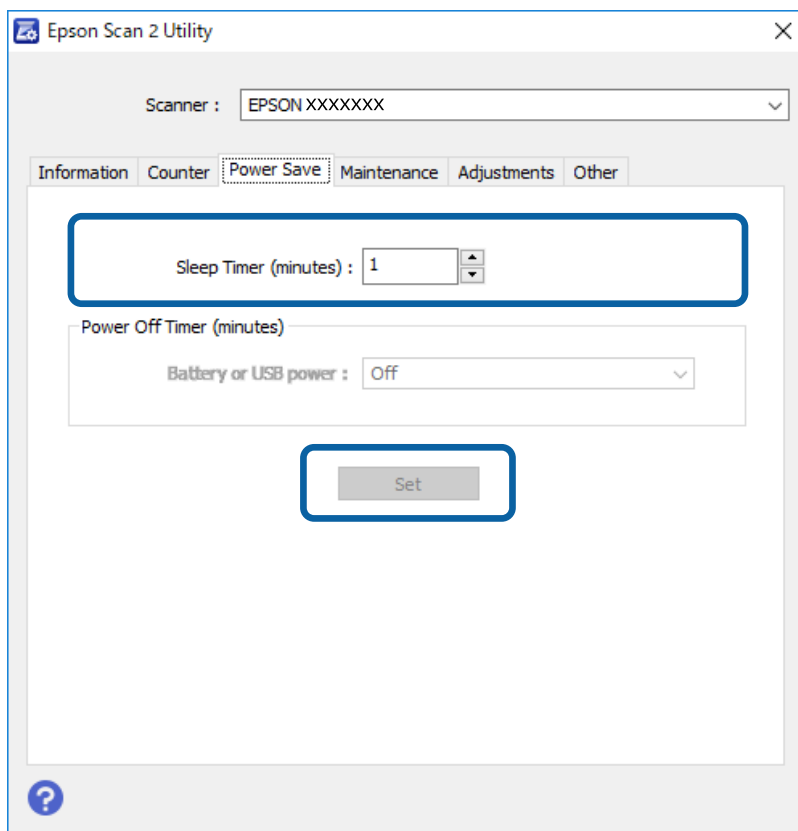 Epson Scan 2 Utility
Scanner : EPSON XXXXXXX
Information Counter Power Save Maintenance Adjustments Other
Sleep Timer (minutes) : 1
Power Off Timer (minutes)
Battery or USB power : Off
Set
?